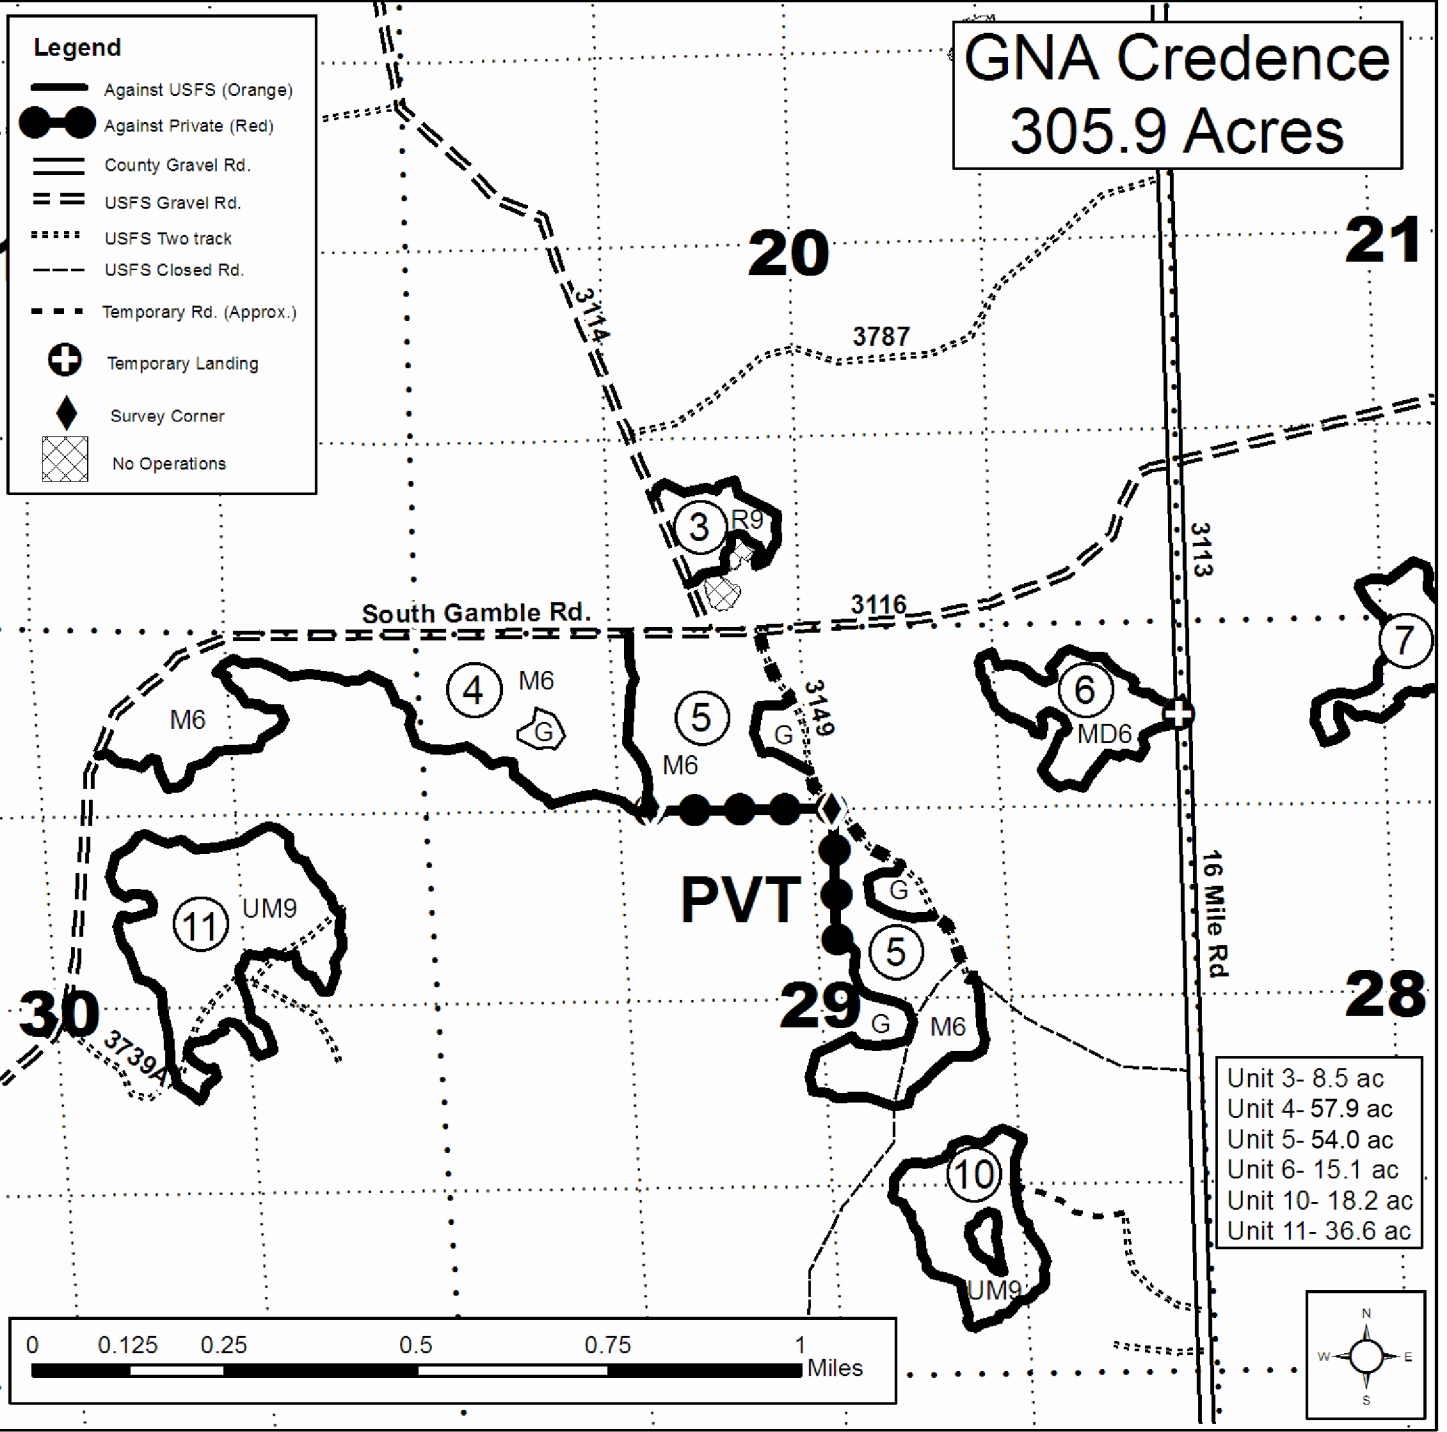 Legend
Against USFS (Orange)
Against Private (Red)
County Gravel Rd.
USFS Gravel Rd.
USFS Two track
USFS Closed Rd.
Temporary Rd. (Approx.)
Temporary Landing
Survey Corner
No Operations
GNA Credence
305.9 Acres
20
21
3114
3787
3
R9
3113
South Gamble Rd.
3116
7
4
M6
G
M6
5
M6
3149
G
6
MD6
11
UM9
PVT
G
5
16 Mile Rd
30
29
28
G
M6
3739A
Unit 3- 8.5 ac
Unit 4- 57.9 ac
Unit 5- 54.0 ac
Unit 6- 15.1 ac
Unit 10- 18.2 ac
Unit 11- 36.6 ac
10
UM9
0 0.125 0.25 0.5 0.75 1
Miles
N
W E
S